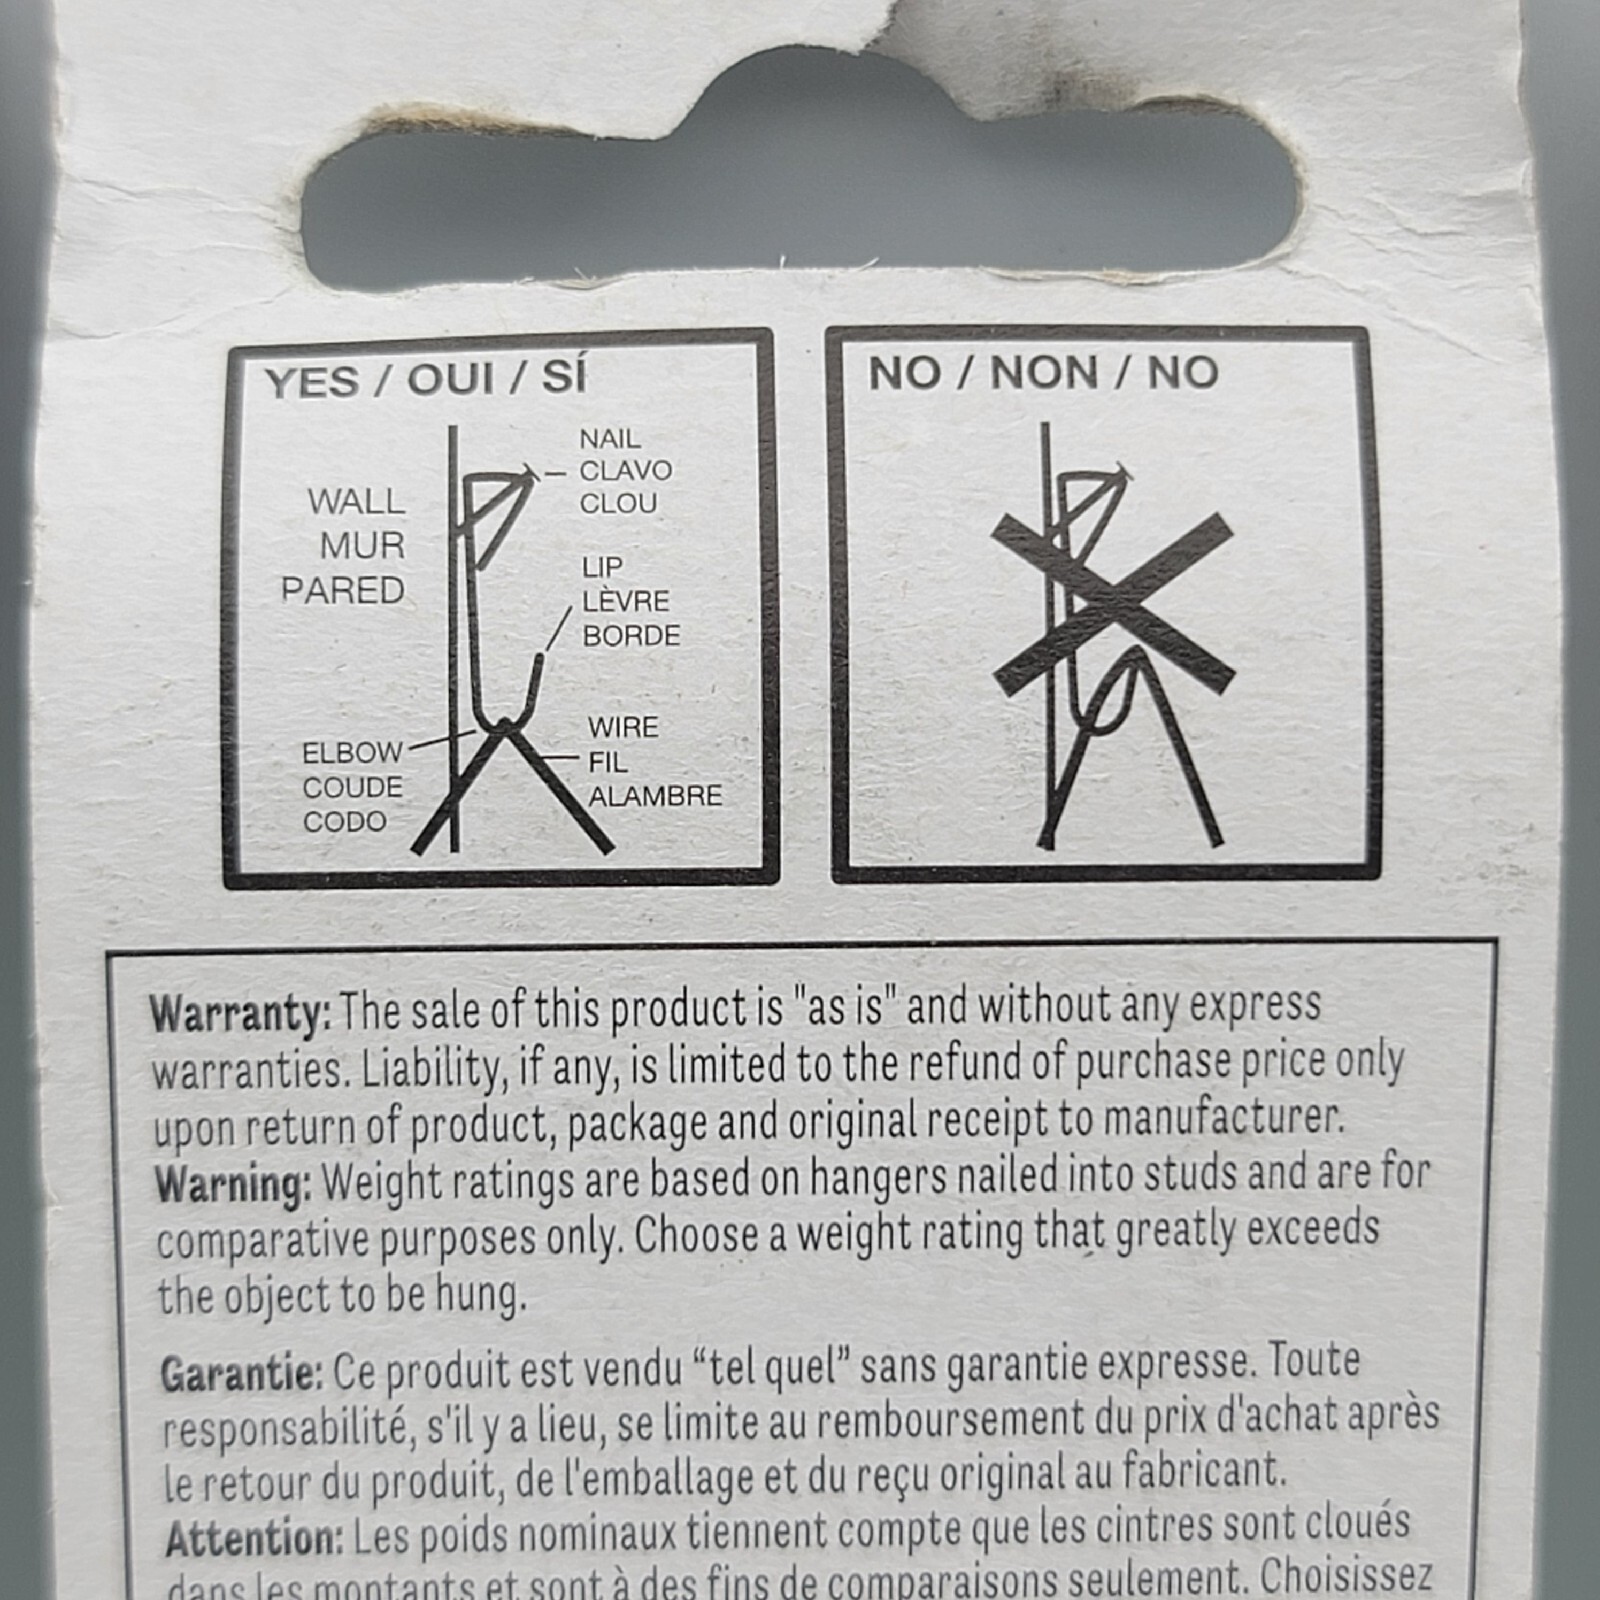 YES / OUI / SÍ
NAIL
CLAVO
CLOU
WALL
MUR
PARED
LIP
LÈVRE
BORDE
ELBOW
COUDE
CODO
WIRE
FIL
ALAMBRE
NO / NON / NO
Warranty: The sale of this product is "as is" and without any express
warranties. Liability, if any, is limited to the refund of purchase price only
upon return of product, package and original receipt to manufacturer.
Warning: Weight ratings are based on hangers nailed into studs and are for
comparative purposes only. Choose a weight rating that greatly exceeds
the object to be hung.
Garantie: Ce produit est vendu “tel quel” sans garantie expresse. Toute
responsabilité, s'il y a lieu, se limite au remboursement du prix d'achat après
le retour du produit, de l'emballage et du reçu original au fabricant.
Attention: Les poids nominaux tiennent compte que les cintres sont cloués
dans les montants et sont à des fins de comparaisons seulement. Choisissez